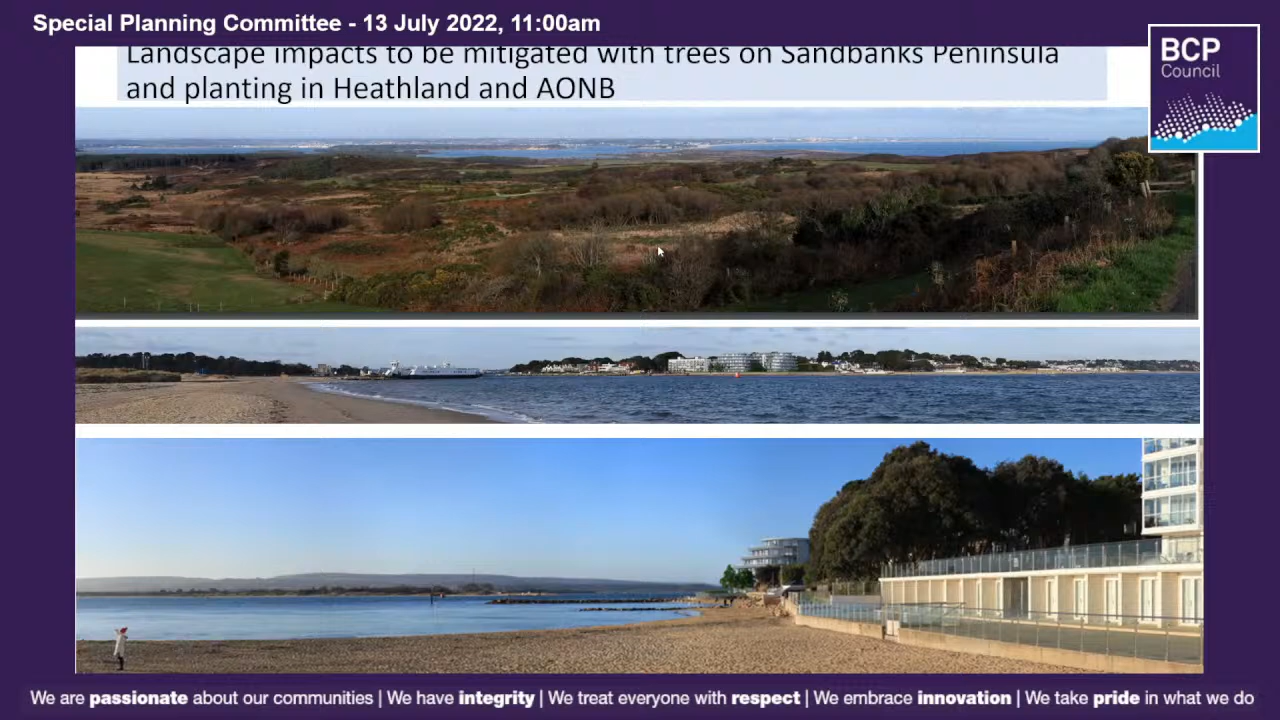 Special Planning Committee - 13 July 2022, 11:00am
BCP
Council
Landscape impacts to be mitigated with trees on Sandbanks Peninsula
and planting in Heathland and AONB
We are passionate about our communities | We have integrity | We treat everyone with respect | We embrace innovation | We take pride in what we do